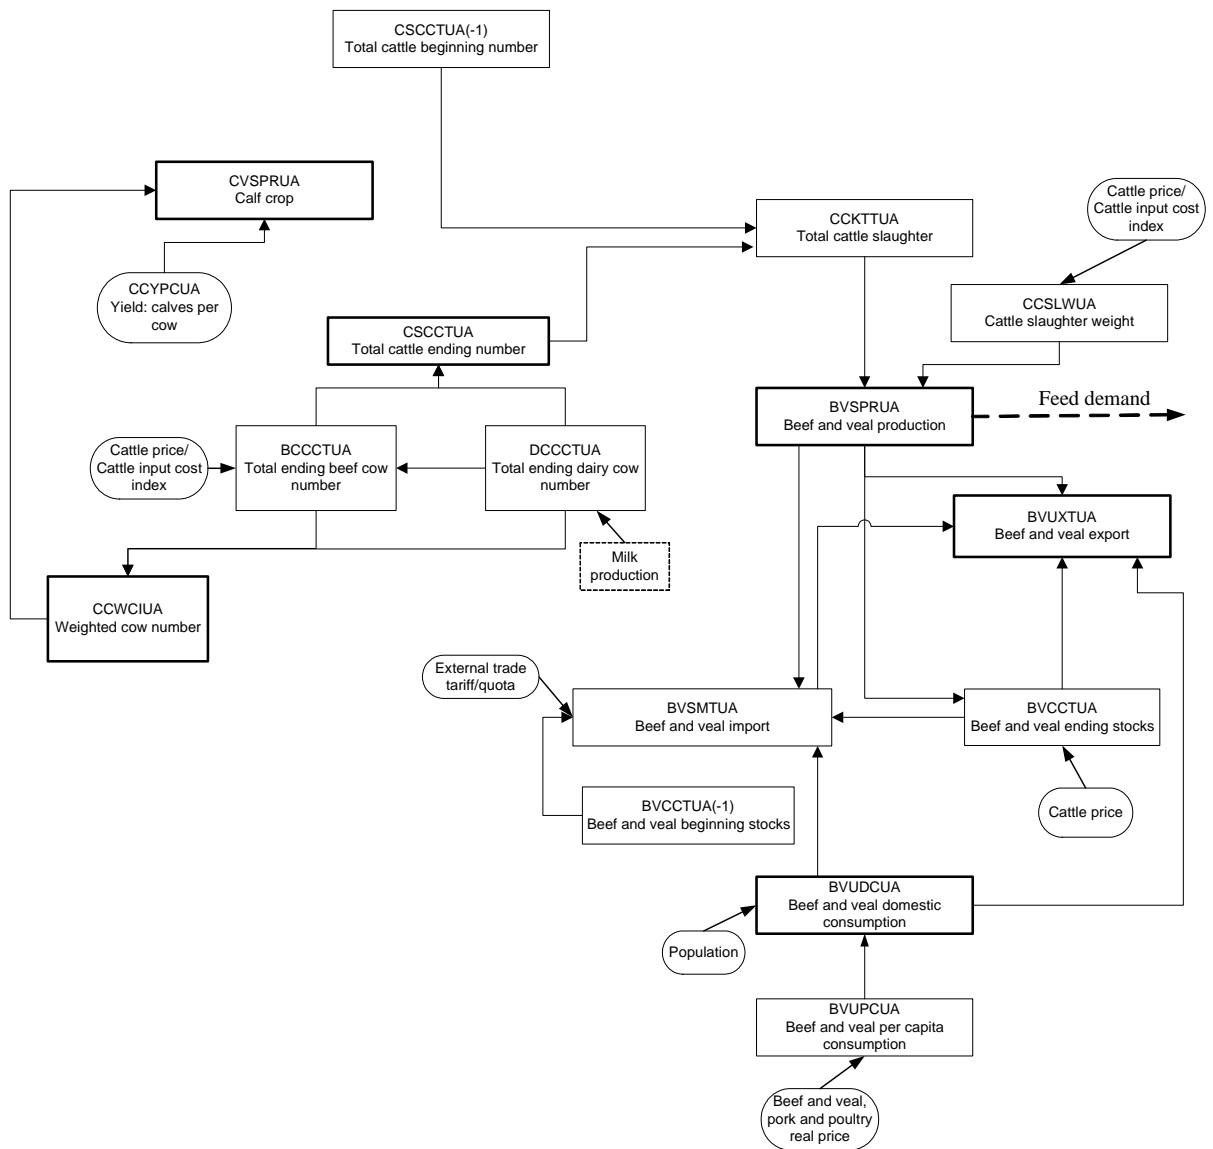 CSCCTUA(-1)
Total cattle beginning number
CVSPRUA
Calf crop
Cattle price/
Cattle input cost
index
CCKTTUA
Total cattle slaughter
CCYPCUA
Yield: calves per
cow
CCSLWUA
Cattle slaughter weight
CSCCTUA
Total cattle ending number
BVSPRUA
Beef and veal production
Feed demand
Cattle price/
Cattle input cost
index
BCCCTUA
Total ending beef cow
number
DCCCTUA
Total ending dairy cow
number
BVUXTUA
Beef and veal export
Milk
production
CCWCIUA
Weighted cow number
External trade
tariff/quota
BVSMTUA
Beef and veal import
BVCCTUA
Beef and veal ending stocks
BVCCTUA(-1)
Beef and veal beginning stocks
Cattle price
BVUDCUA
Beef and veal domestic
consumption
Population
BVUPCUA
Beef and veal per capita
consumption
Beef and veal,
pork and poultry
real price